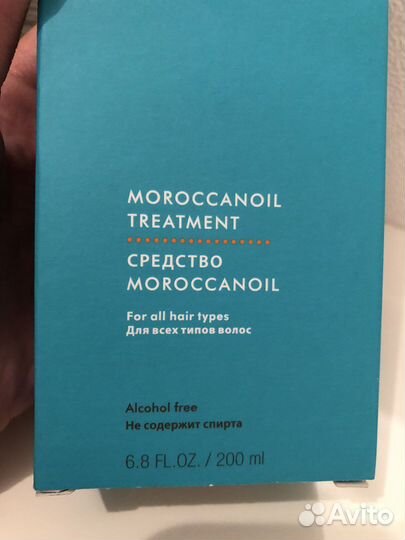 MOROCCANOIL
TREATMENT
СРЕДСТВО
MOROCCANOIL
For all hair types
Для всех типов волос
Alcohol free
Не содержит спирта
6.8 FL.OZ. / 200 ml
Avito